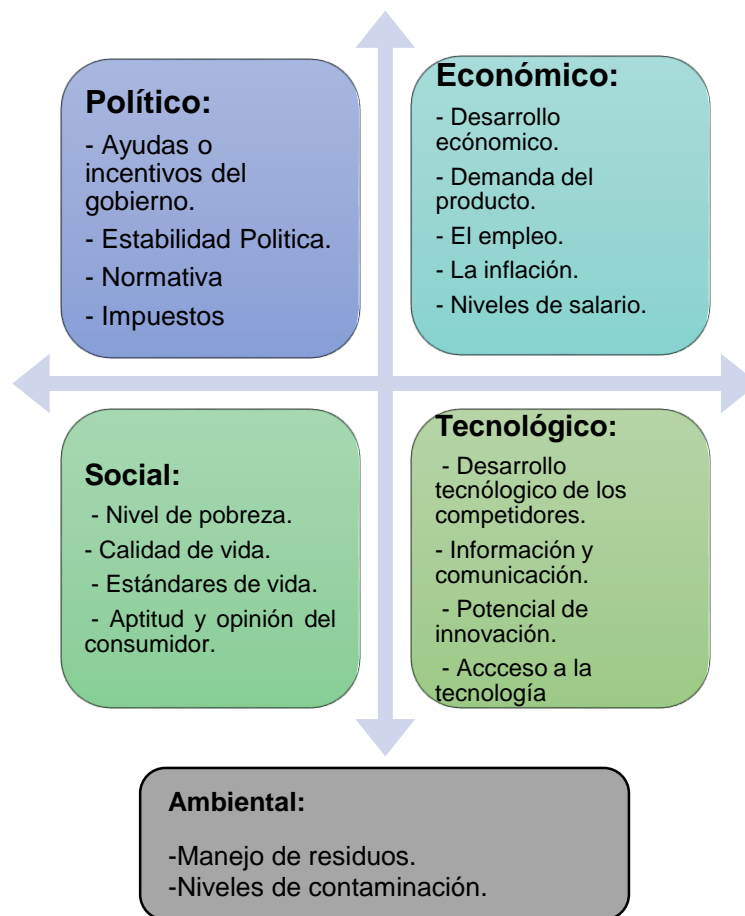 Político:
- Ayudas o
incentivos del
gobierno.
- Estabilidad Politica.
- Normativa
- Impuestos
Económico:
- Desarrollo
ecónomico.
- Demanda del
producto.
- El empleo.
- La inflación.
- Niveles de salario.
Social:
- Nivel de pobreza.
- Calidad de vida.
- Estándares de vida.
- Aptitud y opinión del
consumidor.
Tecnológico:
- Desarrollo
tecnólogico de los
competidores.
- Información y
comunicación.
- Potencial de
innovación.
- Accceso a la
tecnología
Ambiental:
-Manejo de residuos.
-Niveles de contaminación.